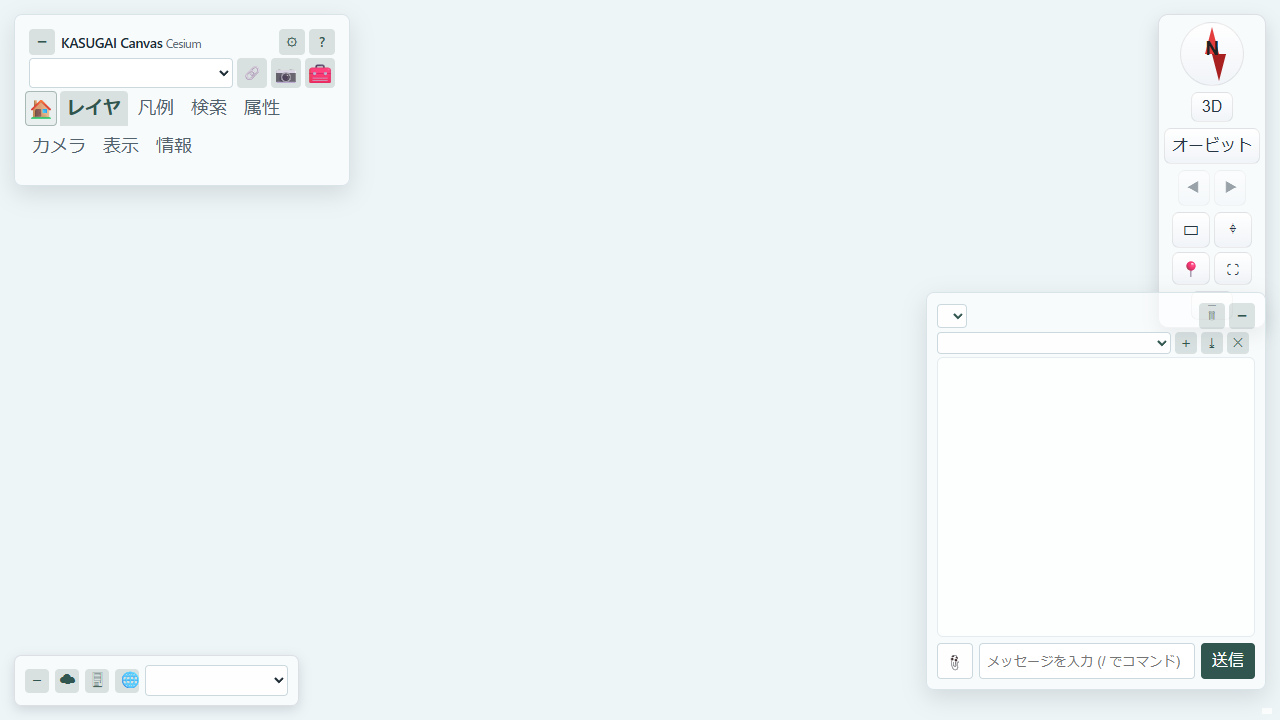 KASUGAI Canvas Cesium
?
レイヤ 凡例 検索 属性
カメラ 表示 情報
N
3D
オービット
メッセージを入力 (/ でコマンド)
送信